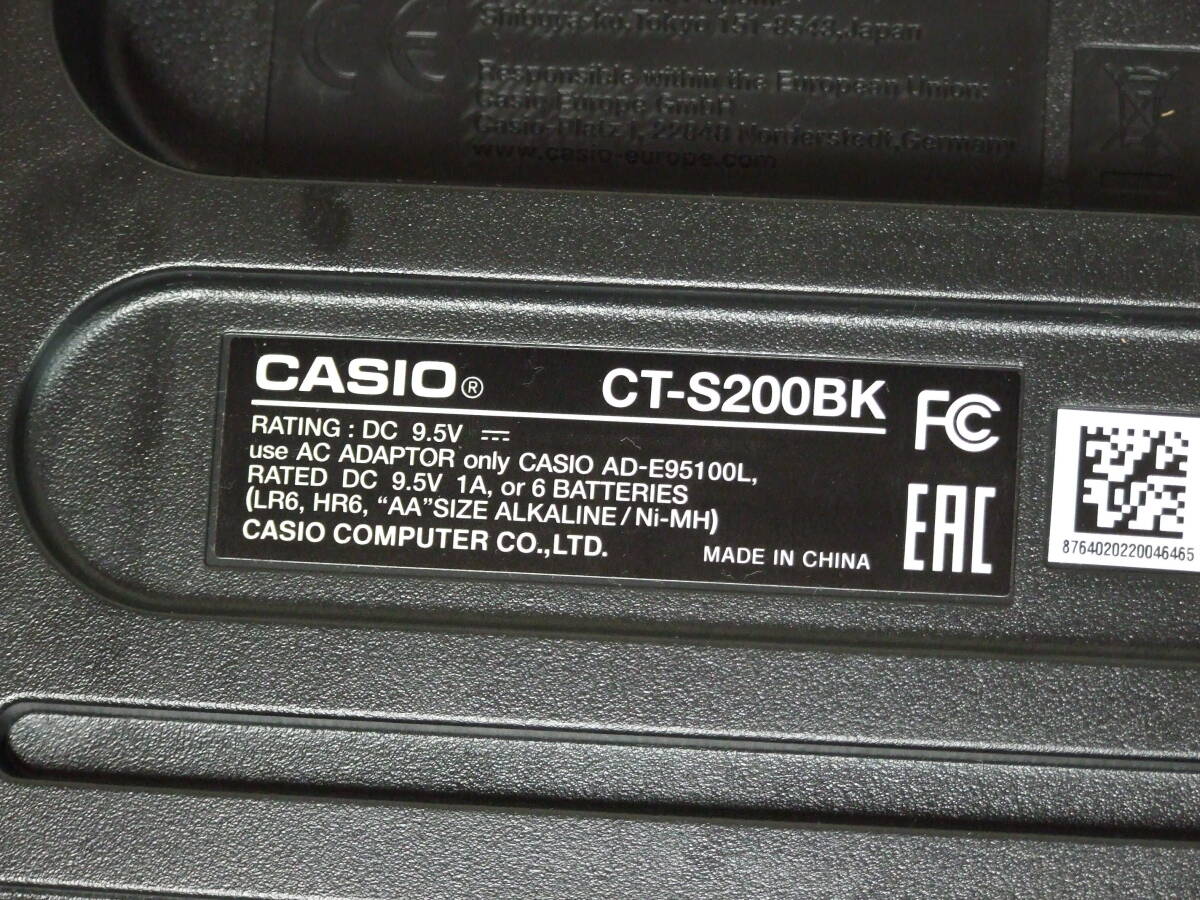 Shibuya-ku, Tokyo 151-8543, Japan
CE
Responsible within the European Union:
Casio Europe GmbH
Casio-Platz 1, 22848 Norderstedt, Germany
www.casio-europe.com
CASIO® CT-S200BK
FC
RATING : DC 9.5V ⎓
use AC ADAPTOR only CASIO AD-E95100L,
RATED DC 9.5V 1A, or 6 BATTERIES
(LR6, HR6, “AA”SIZE ALKALINE / Ni-MH)
CASIO COMPUTER CO.,LTD. MADE IN CHINA
EAC
8764020220046465